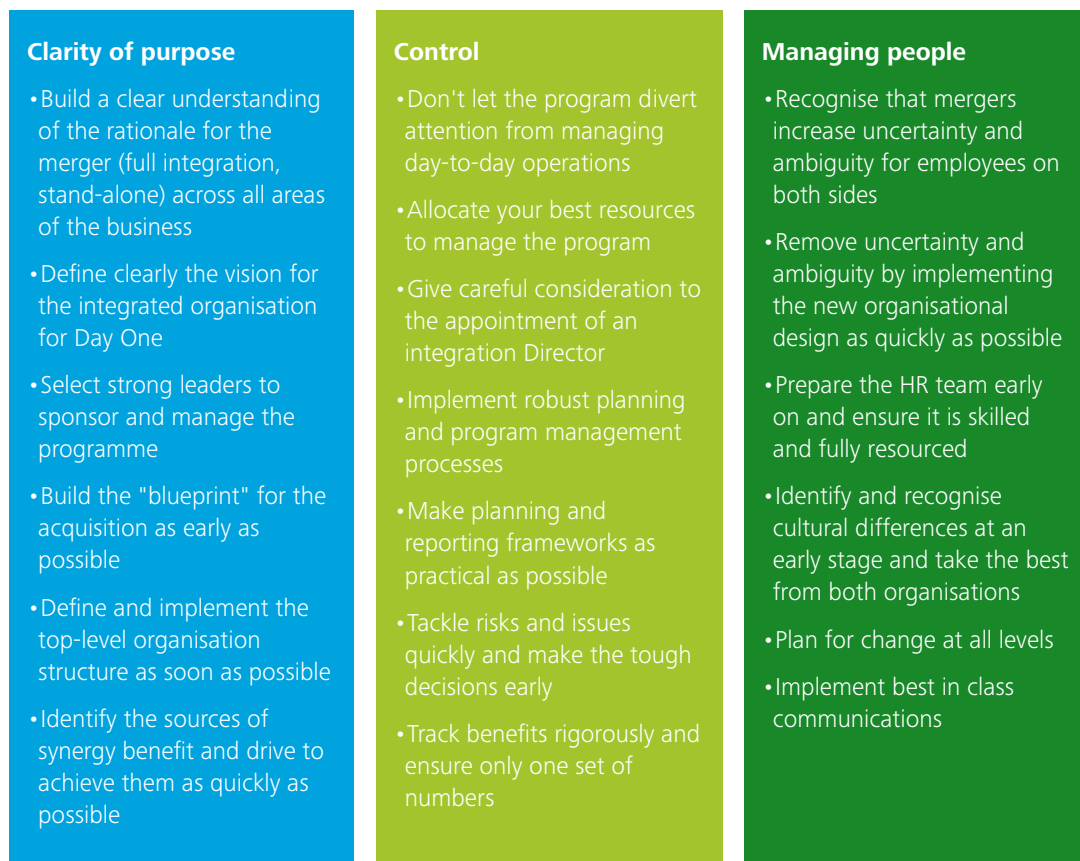 Clarity of purpose
•Build a clear understanding
of the rationale for the
merger (full integration,
stand-alone) across all areas
of the business
•Define clearly the vision for
the integrated organisation
for Day One
•Select strong leaders to
sponsor and manage the
programme
•Build the "blueprint" for the
acquisition as early as
possible
•Define and implement the
top-level organisation
structure as soon as possible
•Identify the sources of
synergy benefit and drive to
achieve them as quickly as
possible
Control
•Don't let the program divert
attention from managing
day-to-day operations
•Allocate your best resources
to manage the program
•Give careful consideration to
the appointment of an
integration Director
•Implement robust planning
and program management
processes
•Make planning and
reporting frameworks as
practical as possible
•Tackle risks and issues
quickly and make the tough
decisions early
•Track benefits rigorously and
ensure only one set of
numbers
Managing people
•Recognise that mergers
increase uncertainty and
ambiguity for employees on
both sides
•Remove uncertainty and
ambiguity by implementing
the new organisational
design as quickly as possible
•Prepare the HR team early
on and ensure it is skilled
and fully resourced
•Identify and recognise
cultural differences at an
early stage and take the best
from both organisations
•Plan for change at all levels
•Implement best in class
communications